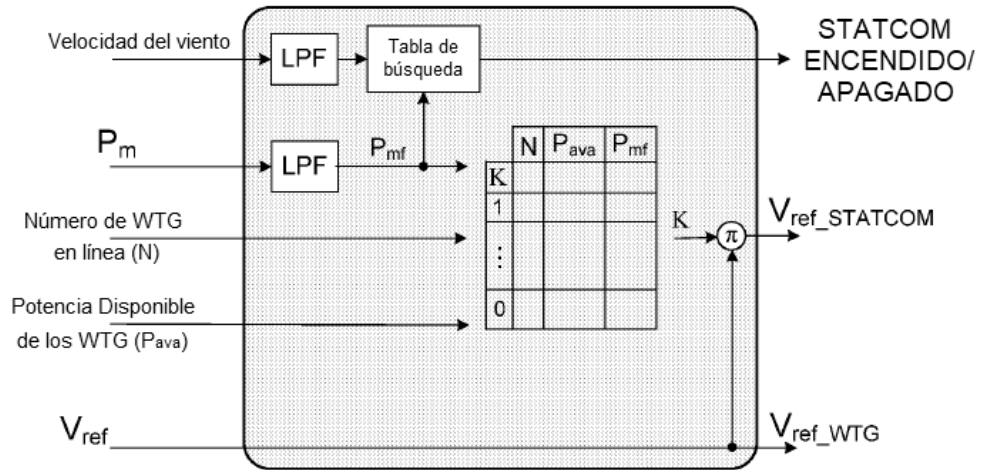 Velocidad del viento
LPF
Tabla de
búsqueda
STATCOM
ENCENDIDO/
APAGADO
Pm
LPF
Pmf
N Pava Pmf
K
1
⋮
0
Número de WTG
en línea (N)
K
π
Vref_STATCOM
Potencia Disponible
de los WTG (Pava)
Vref
Vref_WTG